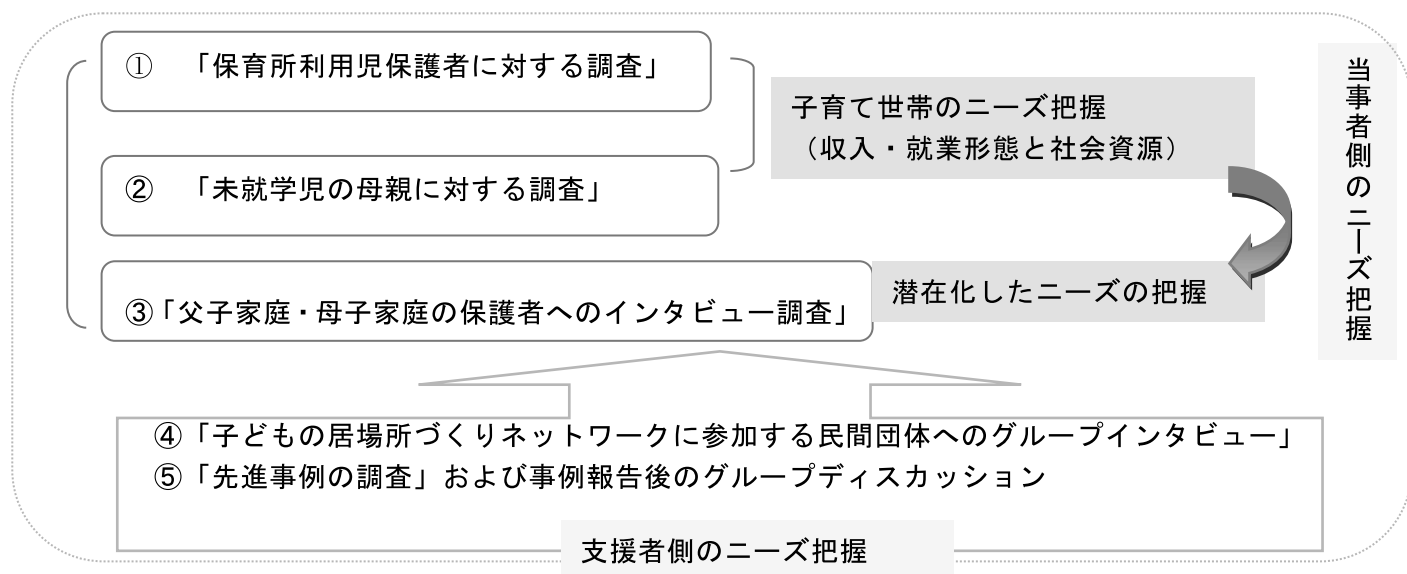 ①　「保育所利用児保護者に対する調査」
子育て世帯のニーズ把握
（収入・就業形態と社会資源）
②　「未就学児の母親に対する調査」
③「父子家庭・母子家庭の保護者へのインタビュー調査」
潜在化したニーズの把握
当事者側のニーズ把握
④「子どもの居場所づくりネットワークに参加する民間団体へのグループインタビュー」
⑤「先進事例の調査」および事例報告後のグループディスカッション
支援者側のニーズ把握